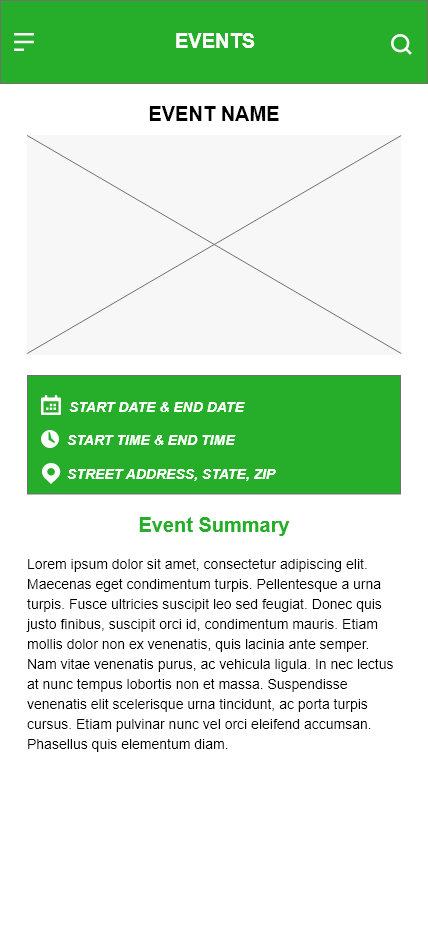 EVENTS
EVENT NAME
START DATE & END DATE
START TIME & END TIME
STREET ADDRESS, STATE, ZIP
Event Summary
Lorem ipsum dolor sit amet, consectetur adipiscing elit.
Maecenas eget condimentum turpis. Pellentesque a urna
turpis. Fusce ultricies suscipit leo sed feugiat. Donec quis
justo finibus, suscipit orci id, condimentum mauris. Etiam
mollis dolor non ex venenatis, quis lacinia ante semper.
Nam vitae venenatis purus, ac vehicula ligula. In nec lectus
at nunc tempus lobortis non et massa. Suspendisse
venenatis elit scelerisque urna tincidunt, ac porta turpis
cursus. Etiam pulvinar nunc vel orci eleifend accumsan.
Phasellus quis elementum diam.